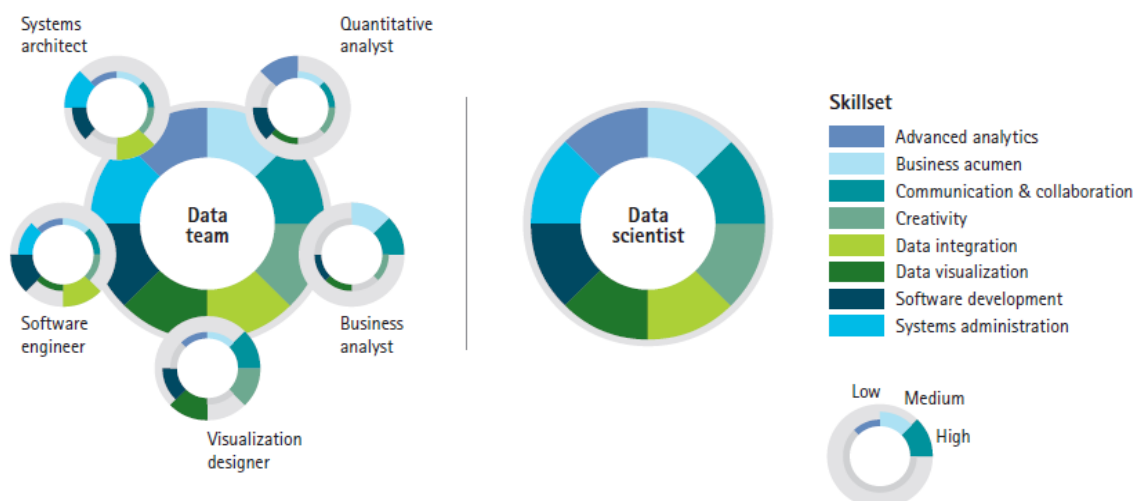 Systems
architect
Quantitative
analyst
Data
team
Software
engineer
Business
analyst
Visualization
designer
Data
scientist
Skillset
Advanced analytics
Business acumen
Communication & collaboration
Creativity
Data integration
Data visualization
Software development
Systems administration
Low
Medium
High